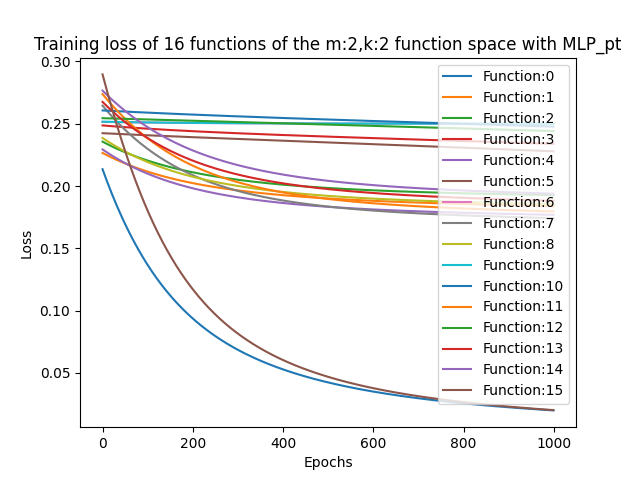 Training loss of 16 functions of the m:2,k:2 function space with MLP_pt
0.30
0.25
0.20
0.15
0.10
0.05
Loss
0
200
400
600
800
1000
Epochs
Function:0
Function:1
Function:2
Function:3
Function:4
Function:5
Function:6
Function:7
Function:8
Function:9
Function:10
Function:11
Function:12
Function:13
Function:14
Function:15